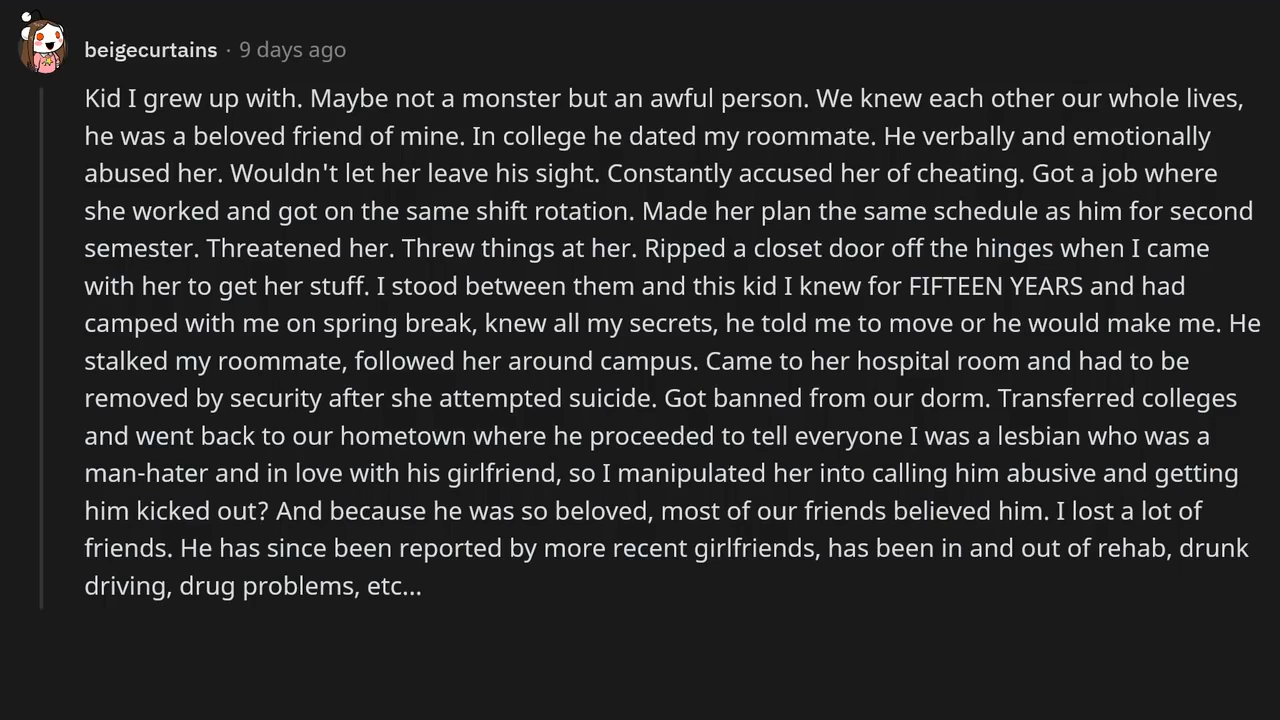 beigecurtains · 9 days ago
Kid I grew up with. Maybe not a monster but an awful person. We knew each other our whole lives,
he was a beloved friend of mine. In college he dated my roommate. He verbally and emotionally
abused her. Wouldn't let her leave his sight. Constantly accused her of cheating. Got a job where
she worked and got on the same shift rotation. Made her plan the same schedule as him for second
semester. Threatened her. Threw things at her. Ripped a closet door off the hinges when I came
with her to get her stuff. I stood between them and this kid I knew for FIFTEEN YEARS and had
camped with me on spring break, knew all my secrets, he told me to move or he would make me. He
stalked my roommate, followed her around campus. Came to her hospital room and had to be
removed by security after she attempted suicide. Got banned from our dorm. Transferred colleges
and went back to our hometown where he proceeded to tell everyone I was a lesbian who was a
man-hater and in love with his girlfriend, so I manipulated her into calling him abusive and getting
him kicked out? And because he was so beloved, most of our friends believed him. I lost a lot of
friends. He has since been reported by more recent girlfriends, has been in and out of rehab, drunk
driving, drug problems, etc...